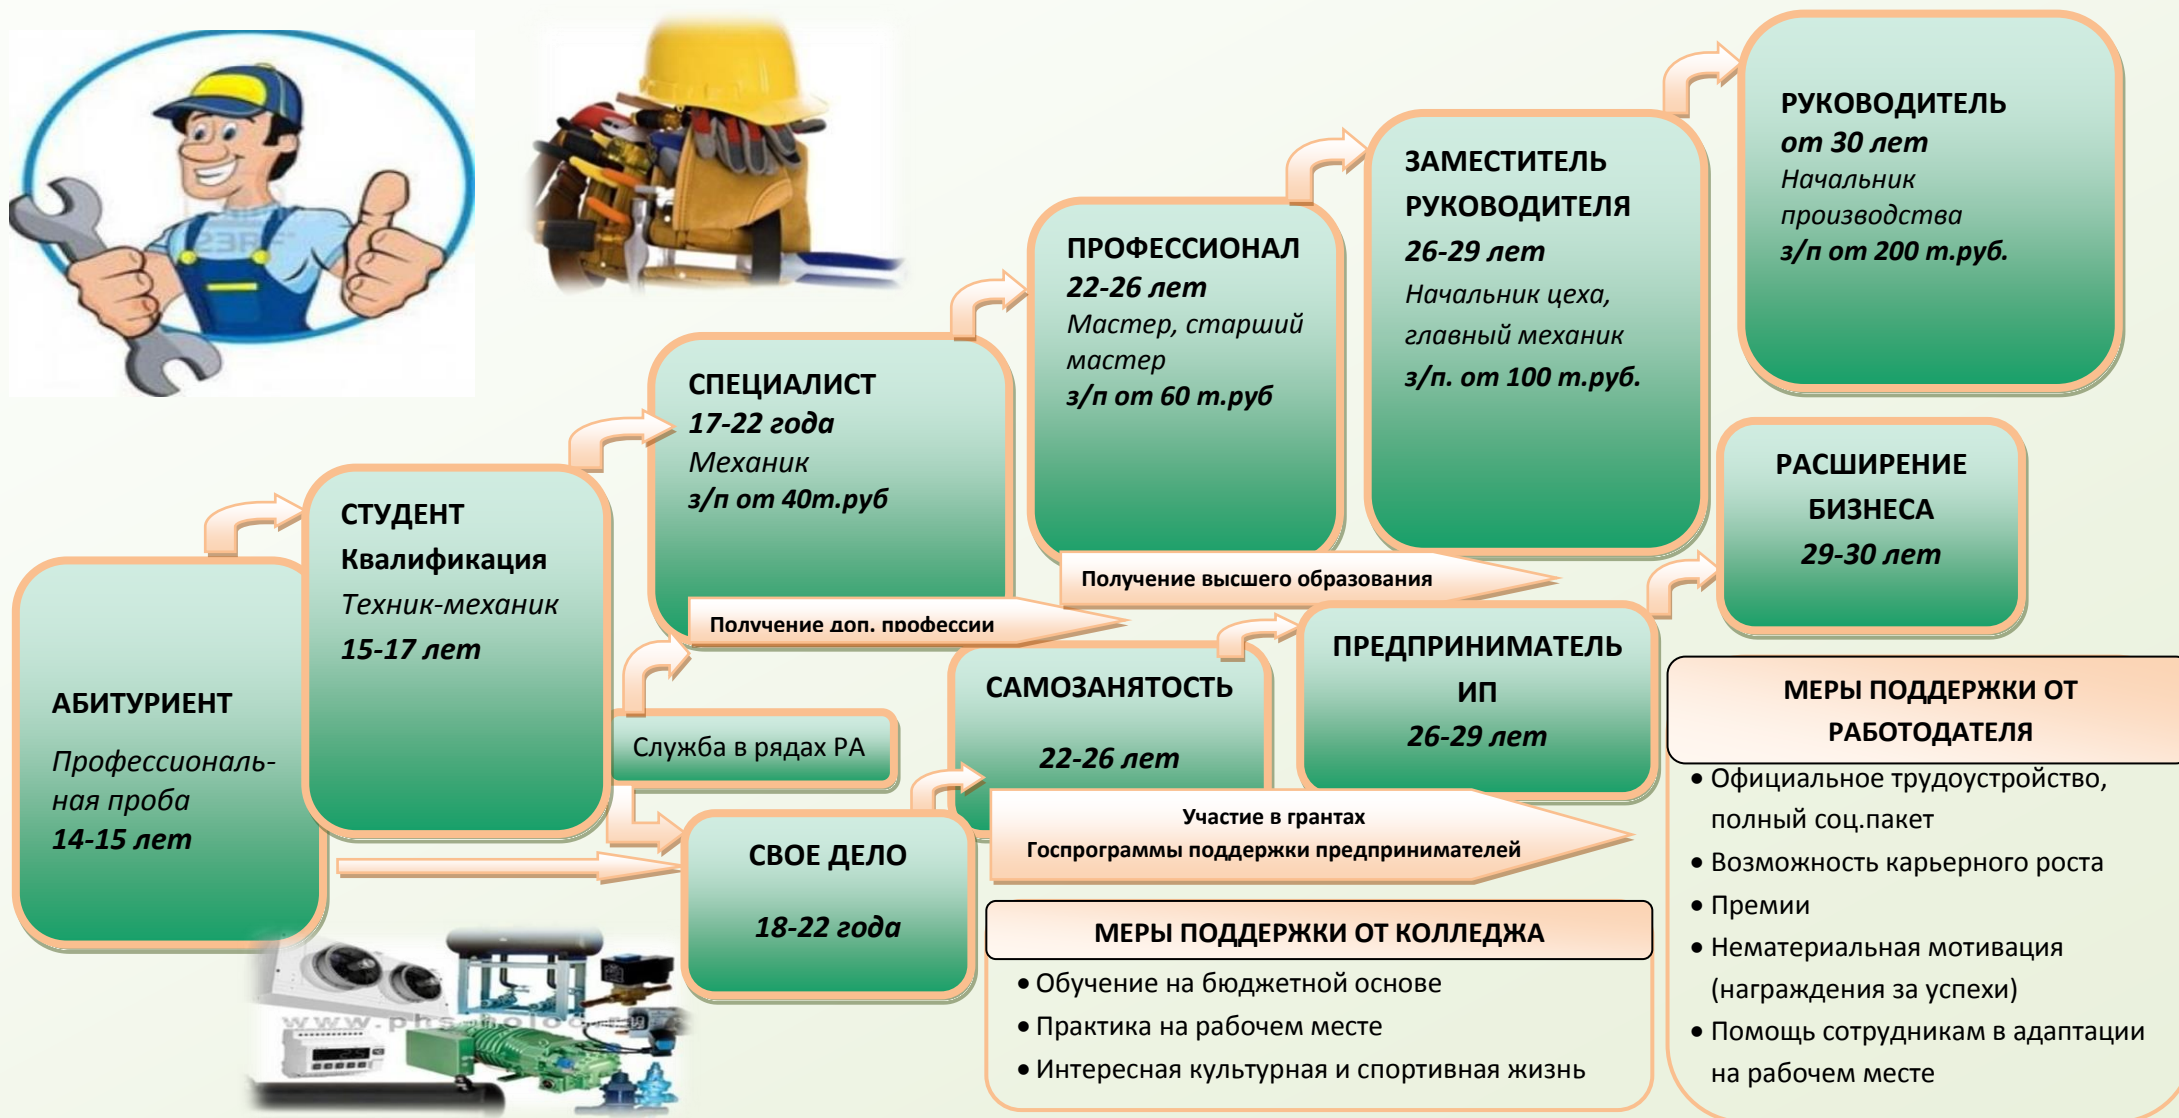 АБИТУРИЕНТ
Профессиональ-
ная проба
14-15 лет
СТУДЕНТ
Квалификация
Техник-механик
15-17 лет
СПЕЦИАЛИСТ
17-22 года
Механик
з/п от 40т.руб
ПРОФЕССИОНАЛ
22-26 лет
Мастер, старший
мастер
з/п от 60 т.руб
ЗАМЕСТИТЕЛЬ
РУКОВОДИТЕЛЯ
26-29 лет
Начальник цеха,
главный механик
з/п. от 100 т.руб.
РУКОВОДИТЕЛЬ
от 30 лет
Начальник
производства
з/п от 200 т.руб.
Получение доп. профессии
Получение высшего образования
Служба в рядах РА
СВОЕ ДЕЛО
18-22 года
САМОЗАНЯТОСТЬ
22-26 лет
ПРЕДПРИНИМАТЕЛЬ
ИП
26-29 лет
РАСШИРЕНИЕ
БИЗНЕСА
29-30 лет
Участие в грантах
Госпрограммы поддержки предпринимателей
МЕРЫ ПОДДЕРЖКИ ОТ КОЛЛЕДЖА
• Обучение на бюджетной основе
• Практика на рабочем месте
• Интересная культурная и спортивная жизнь
МЕРЫ ПОДДЕРЖКИ ОТ
РАБОТОДАТЕЛЯ
• Официальное трудоустройство,
полный соц.пакет
• Возможность карьерного роста
• Премии
• Нематериальная мотивация
(награждения за успехи)
• Помощь сотрудникам в адаптации
на рабочем месте